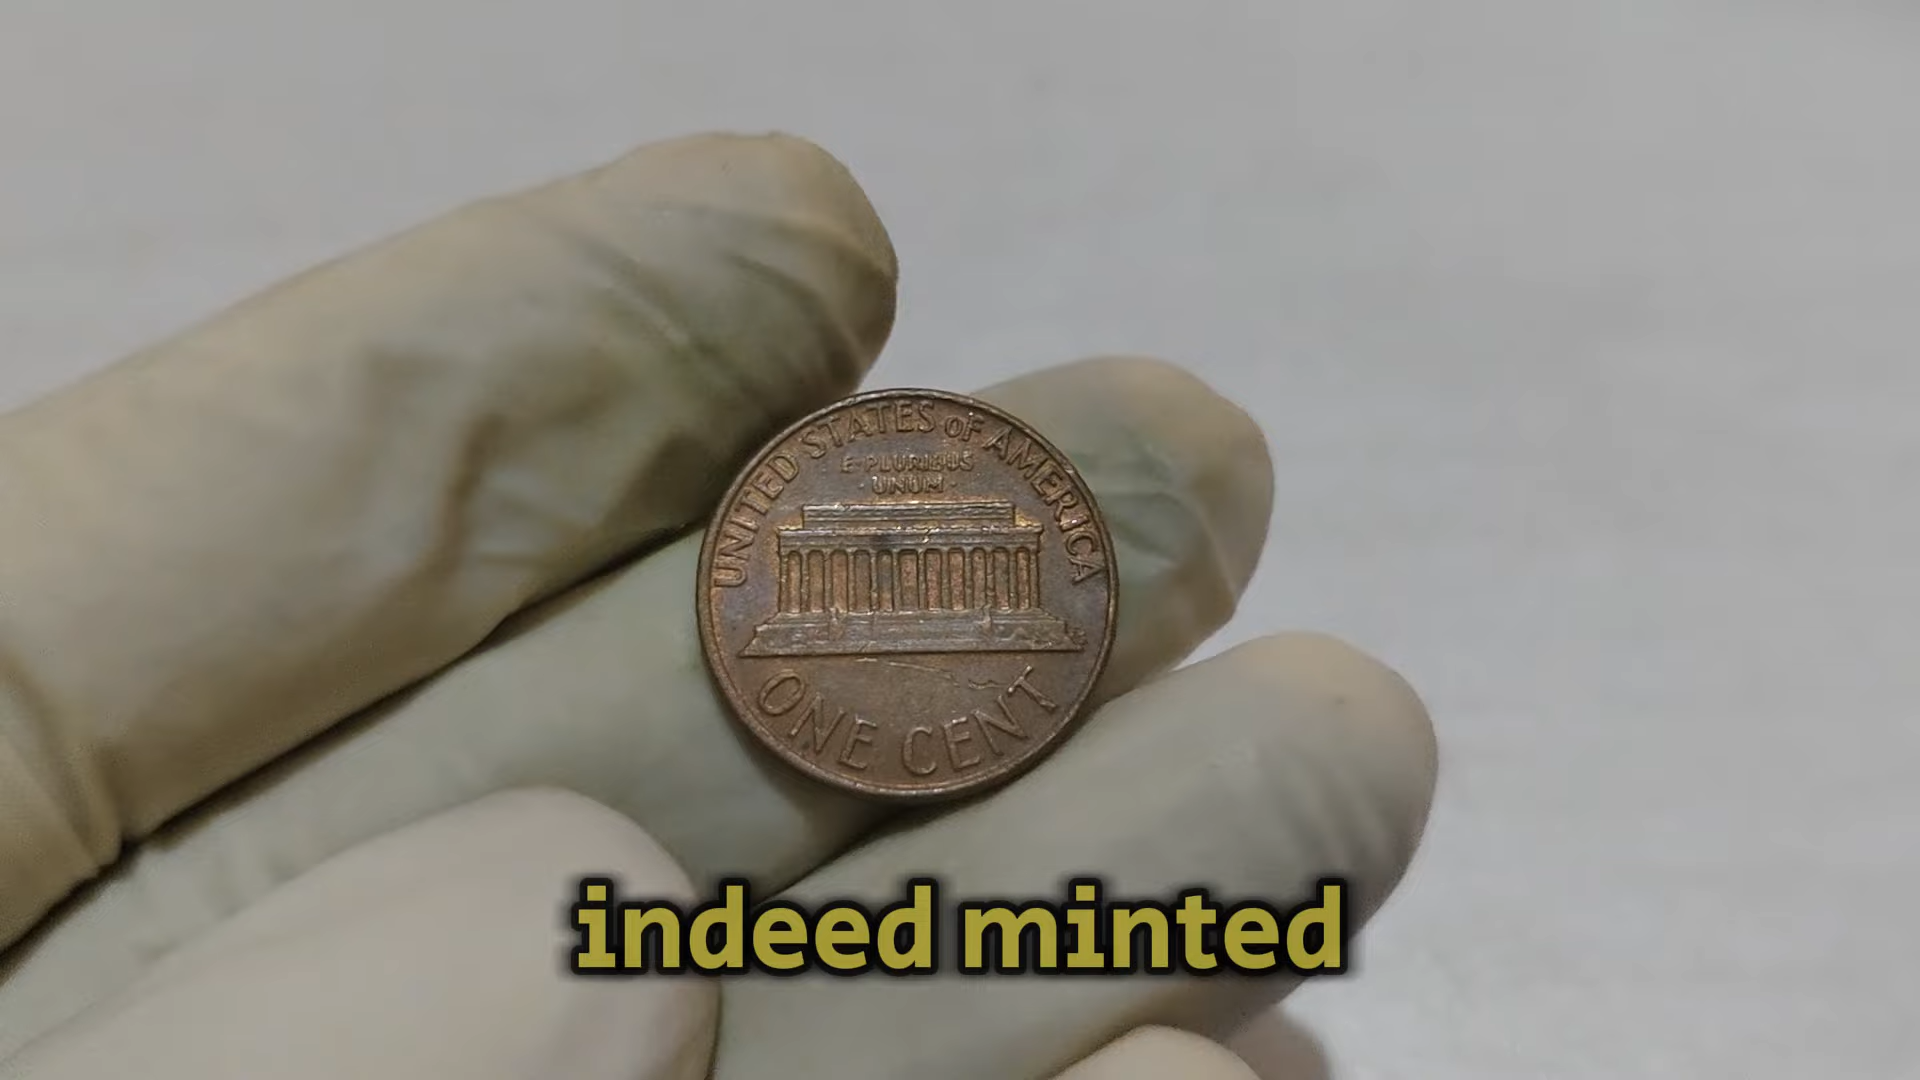 UNITED STATES OF AMERICA
E·PLURIBUS
·UNUM·
ONE CENT
indeed minted